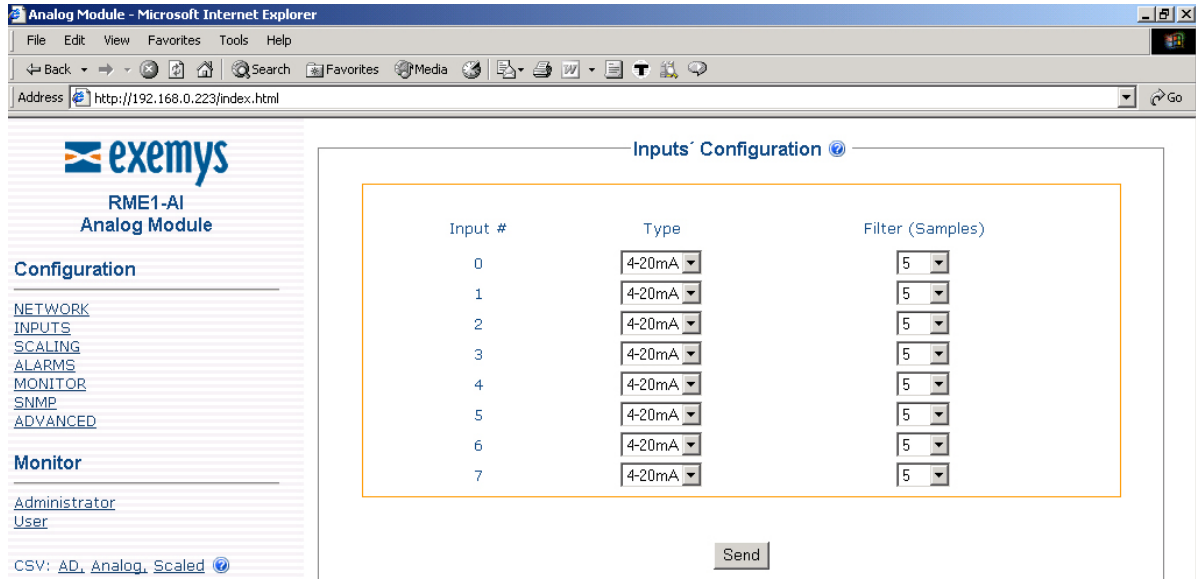 Analog Module - Microsoft Internet Explorer
File Edit View Favorites Tools Help
Back Search Favorites Media
Address http://192.168.0.223/index.html Go
exemys
RME1-AI
Analog Module
Configuration
NETWORK
INPUTS
SCALING
ALARMS
MONITOR
SNMP
ADVANCED
Monitor
Administrator
User
CSV: AD, Analog, Scaled ?
Inputs´ Configuration ?
Input # Type Filter (Samples)
0 4-20mA 5
1 4-20mA 5
2 4-20mA 5
3 4-20mA 5
4 4-20mA 5
5 4-20mA 5
6 4-20mA 5
7 4-20mA 5
Send